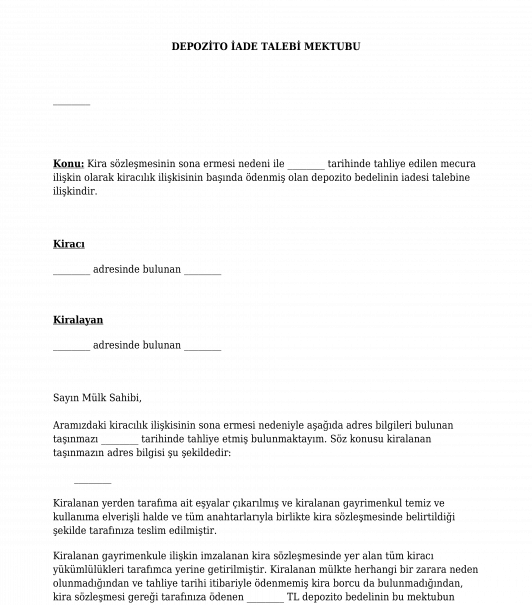 DEPOZİTO İADE TALEBİ MEKTUBU
________
Konu: Kira sözleşmesinin sona ermesi nedeni ile ________ tarihinde tahliye edilen mecura
ilişkin olarak kiracılık ilişkisinin başında ödenmiş olan depozito bedelinin iadesi talebine
ilişkindir.
Kiracı
________ adresinde bulunan ________
Kiralayan
________ adresinde bulunan ________
Sayın Mülk Sahibi,
Aramızdaki kiracılık ilişkisinin sona ermesi nedeniyle aşağıda adres bilgileri bulunan
taşınmazı ________ tarihinde tahliye etmiş bulunmaktayım. Söz konusu kiralanan
taşınmazın adres bilgisi şu şekildedir:
________
Kiralanan yerden tarafıma ait eşyalar çıkarılmış ve kiralanan gayrimenkul temiz ve
kullanıma elverişli halde ve tüm anahtarlarıyla birlikte kira sözleşmesinde belirtildiği
şekilde tarafınıza teslim edilmiştir.
Kiralanan gayrimenkule ilişkin imzalanan kira sözleşmesinde yer alan tüm kiracı
yükümlülükleri tarafımca yerine getirilmiştir. Kiralanan mülkte herhangi bir zarara neden
olunmadığından ve tahliye tarihi itibariyle ödenmemiş kira borcu da bulunmadığından,
kira sözleşmesi gereği tarafınıza ödenen ________ TL depozito bedelinin bu mektubun